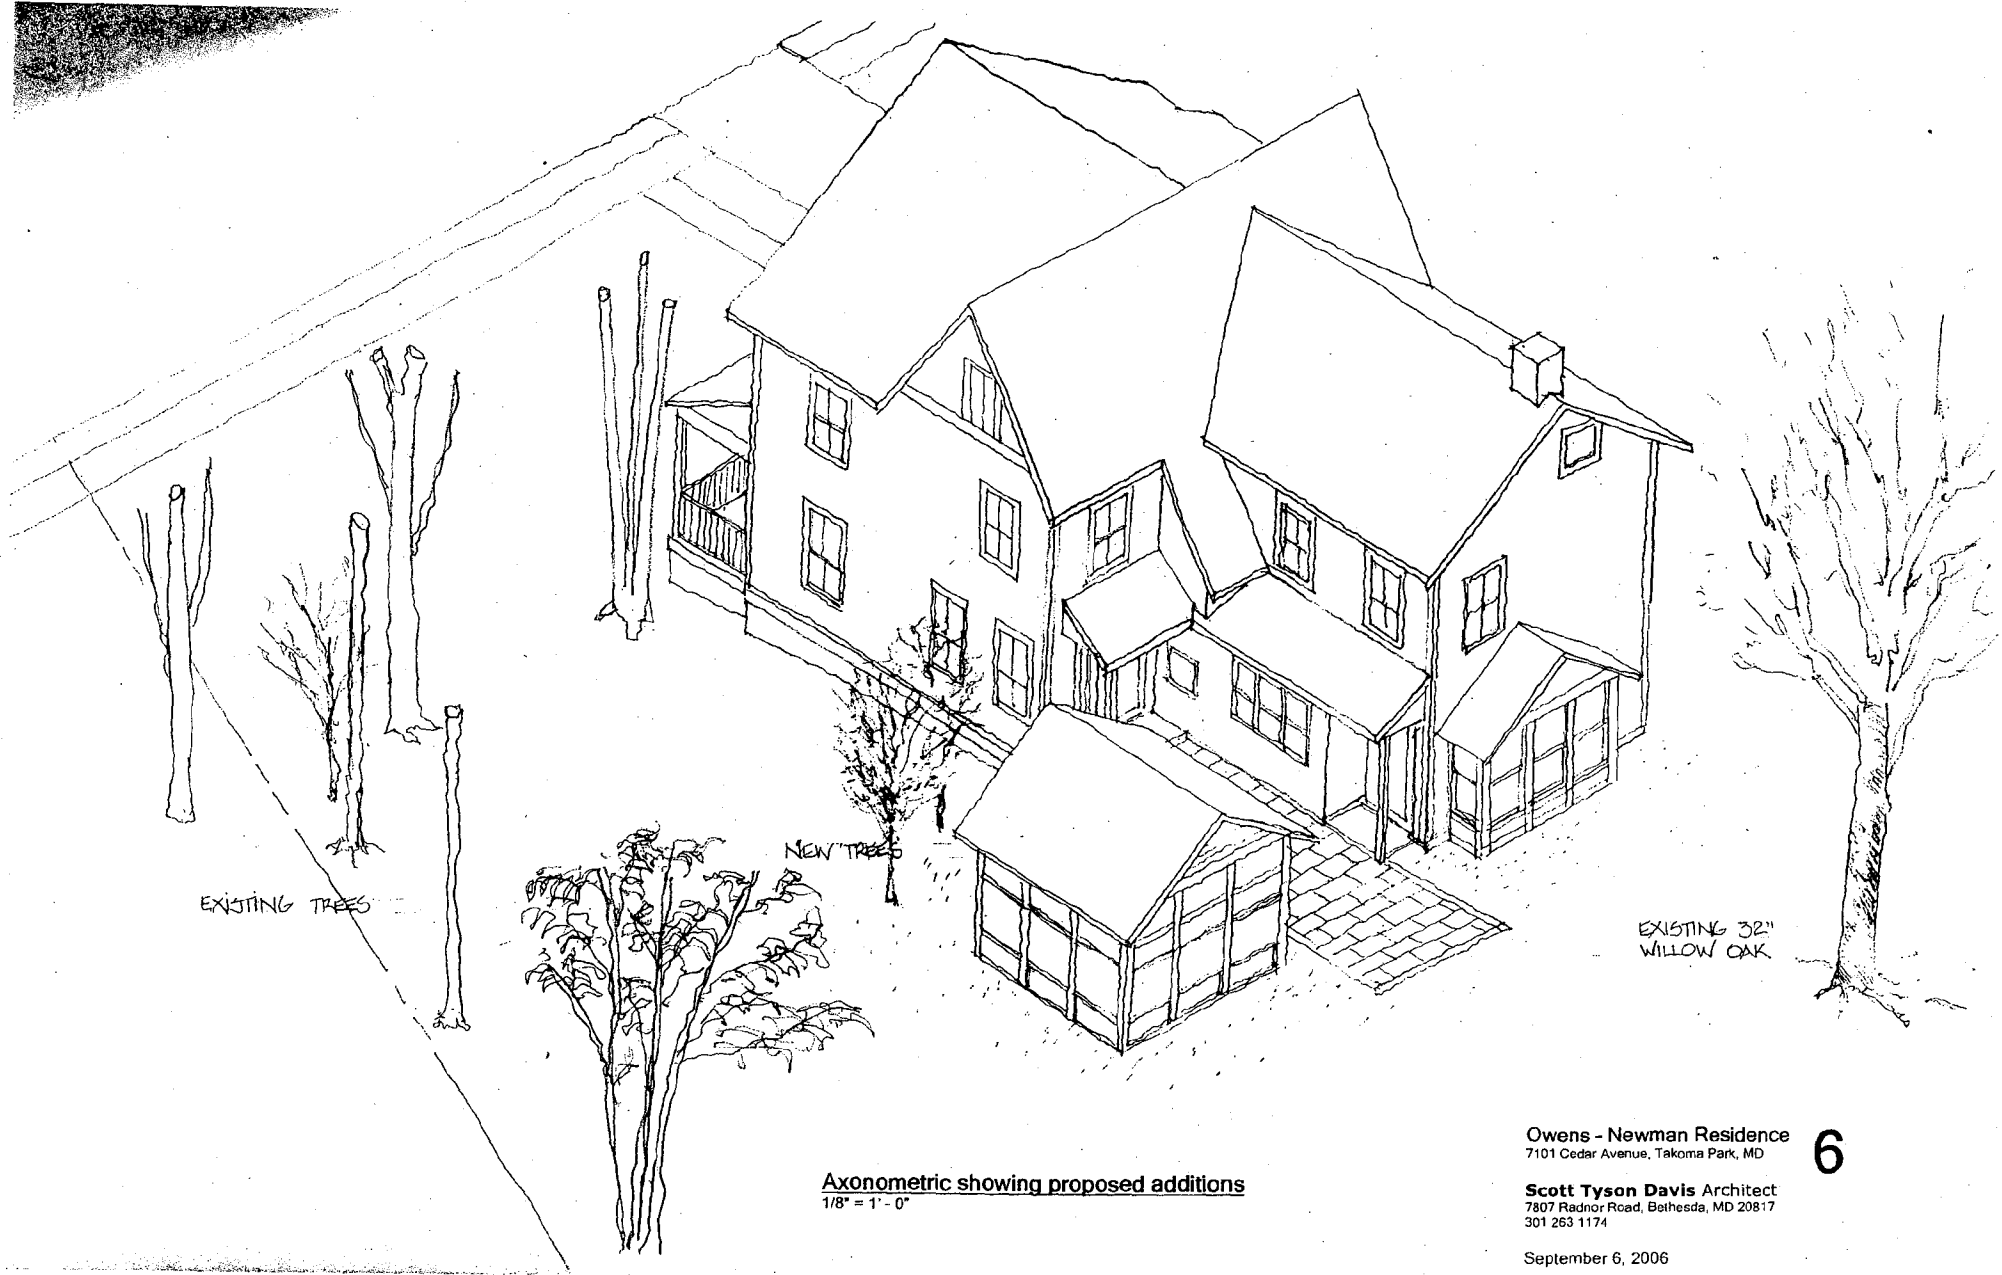 NEW TREES
EXISTING TREES
EXISTING 32"
WILLOW OAK
Axonometric showing proposed additions
1/8" = 1' - 0"
Owens - Newman Residence
7101 Cedar Avenue, Takoma Park, MD
6
Scott Tyson Davis Architect
7807 Radnor Road, Bethesda, MD 20817
301 263 1174
September 6, 2006